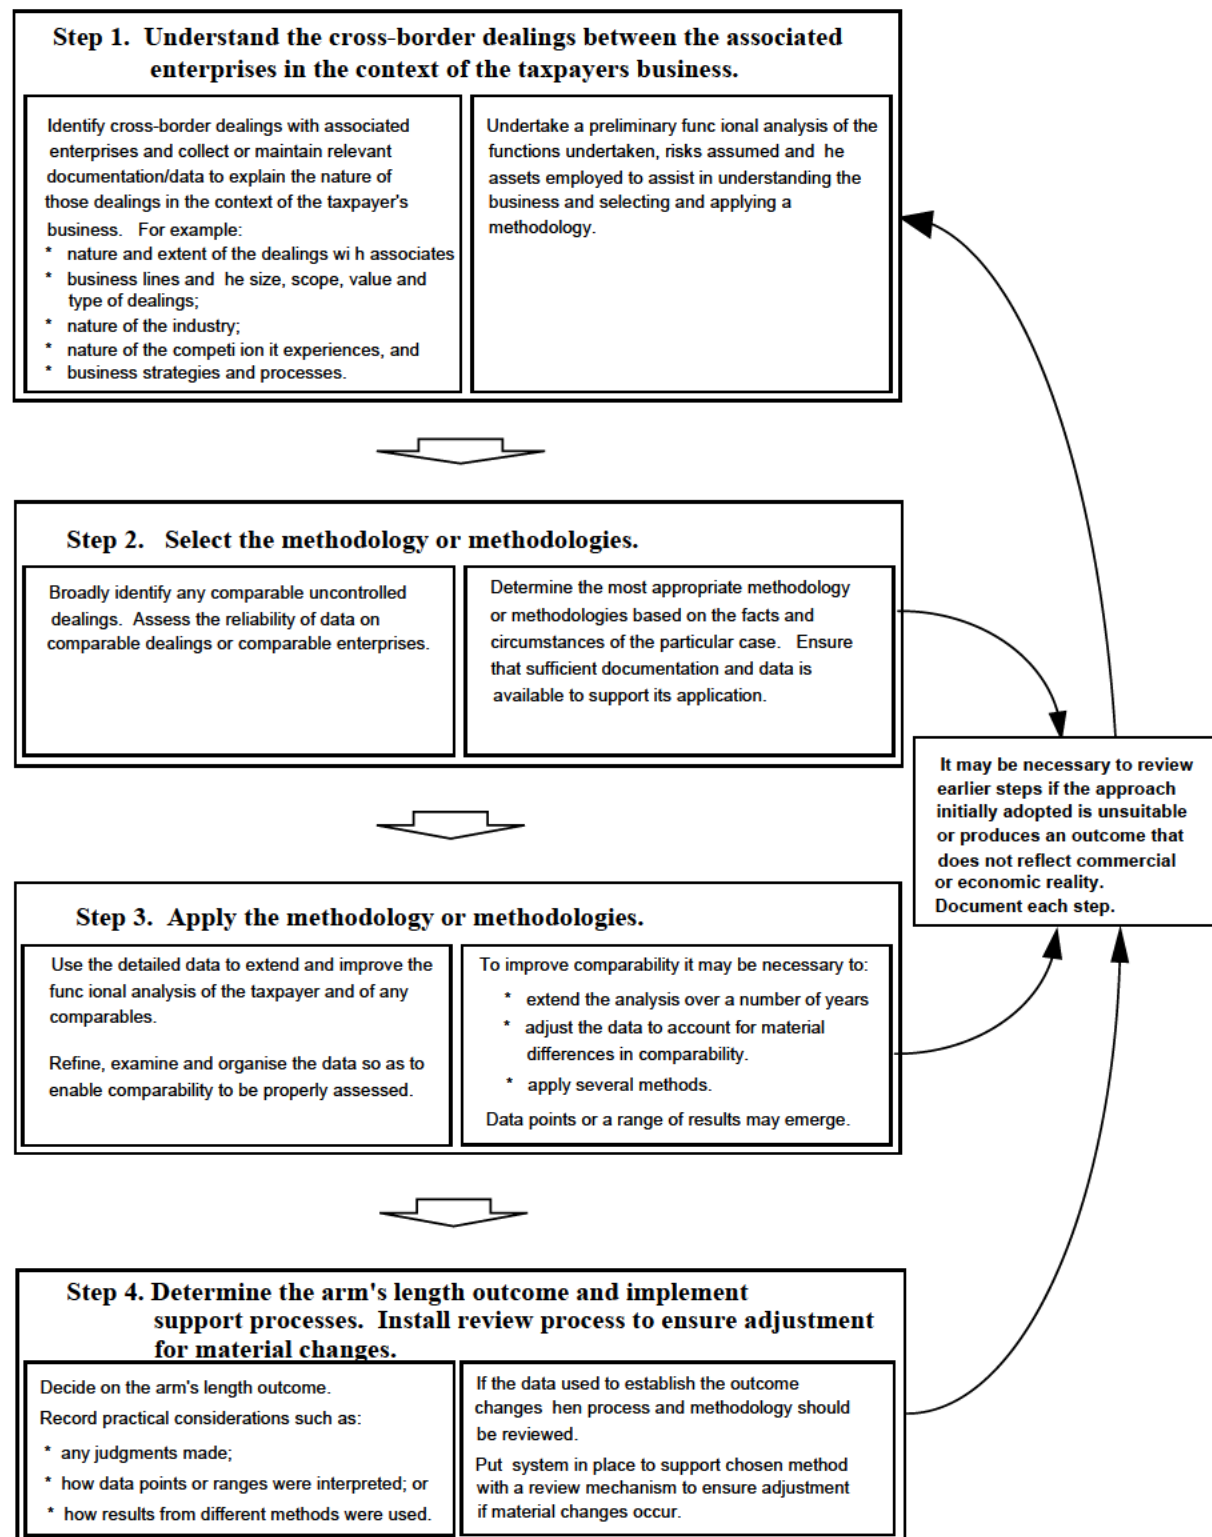 Step 1. Understand the cross-border dealings between the associated
enterprises in the context of the taxpayers business.
Identify cross-border dealings with associated
enterprises and collect or maintain relevant
documentation/data to explain the nature of
those dealings in the context of the taxpayer's
business. For example:
* nature and extent of the dealings wi h associates
* business lines and he size, scope, value and
type of dealings;
* nature of the industry;
* nature of the competi ion it experiences, and
* business strategies and processes.
Undertake a preliminary func ional analysis of the
functions undertaken, risks assumed and he
assets employed to assist in understanding the
business and selecting and applying a
methodology.
Step 2. Select the methodology or methodologies.
Broadly identify any comparable uncontrolled
dealings. Assess the reliability of data on
comparable dealings or comparable enterprises.
Determine the most appropriate methodology
or methodologies based on the facts and
circumstances of the particular case. Ensure
that sufficient documentation and data is
available to support its application.
It may be necessary to review
earlier steps if the approach
initially adopted is unsuitable
or produces an outcome that
does not reflect commercial
or economic reality.
Document each step.
Step 3. Apply the methodology or methodologies.
Use the detailed data to extend and improve the
func ional analysis of the taxpayer and of any
comparables.
Refine, examine and organise the data so as to
enable comparability to be properly assessed.
To improve comparability it may be necessary to:
* extend the analysis over a number of years
* adjust the data to account for material
differences in comparability.
* apply several methods.
Data points or a range of results may emerge.
Step 4. Determine the arm's length outcome and implement
support processes. Install review process to ensure adjustment
for material changes.
Decide on the arm's length outcome.
Record practical considerations such as:
* any judgments made;
* how data points or ranges were interpreted; or
* how results from different methods were used.
If the data used to establish the outcome
changes hen process and methodology should
be reviewed.
Put system in place to support chosen method
with a review mechanism to ensure adjustment
if material changes occur.